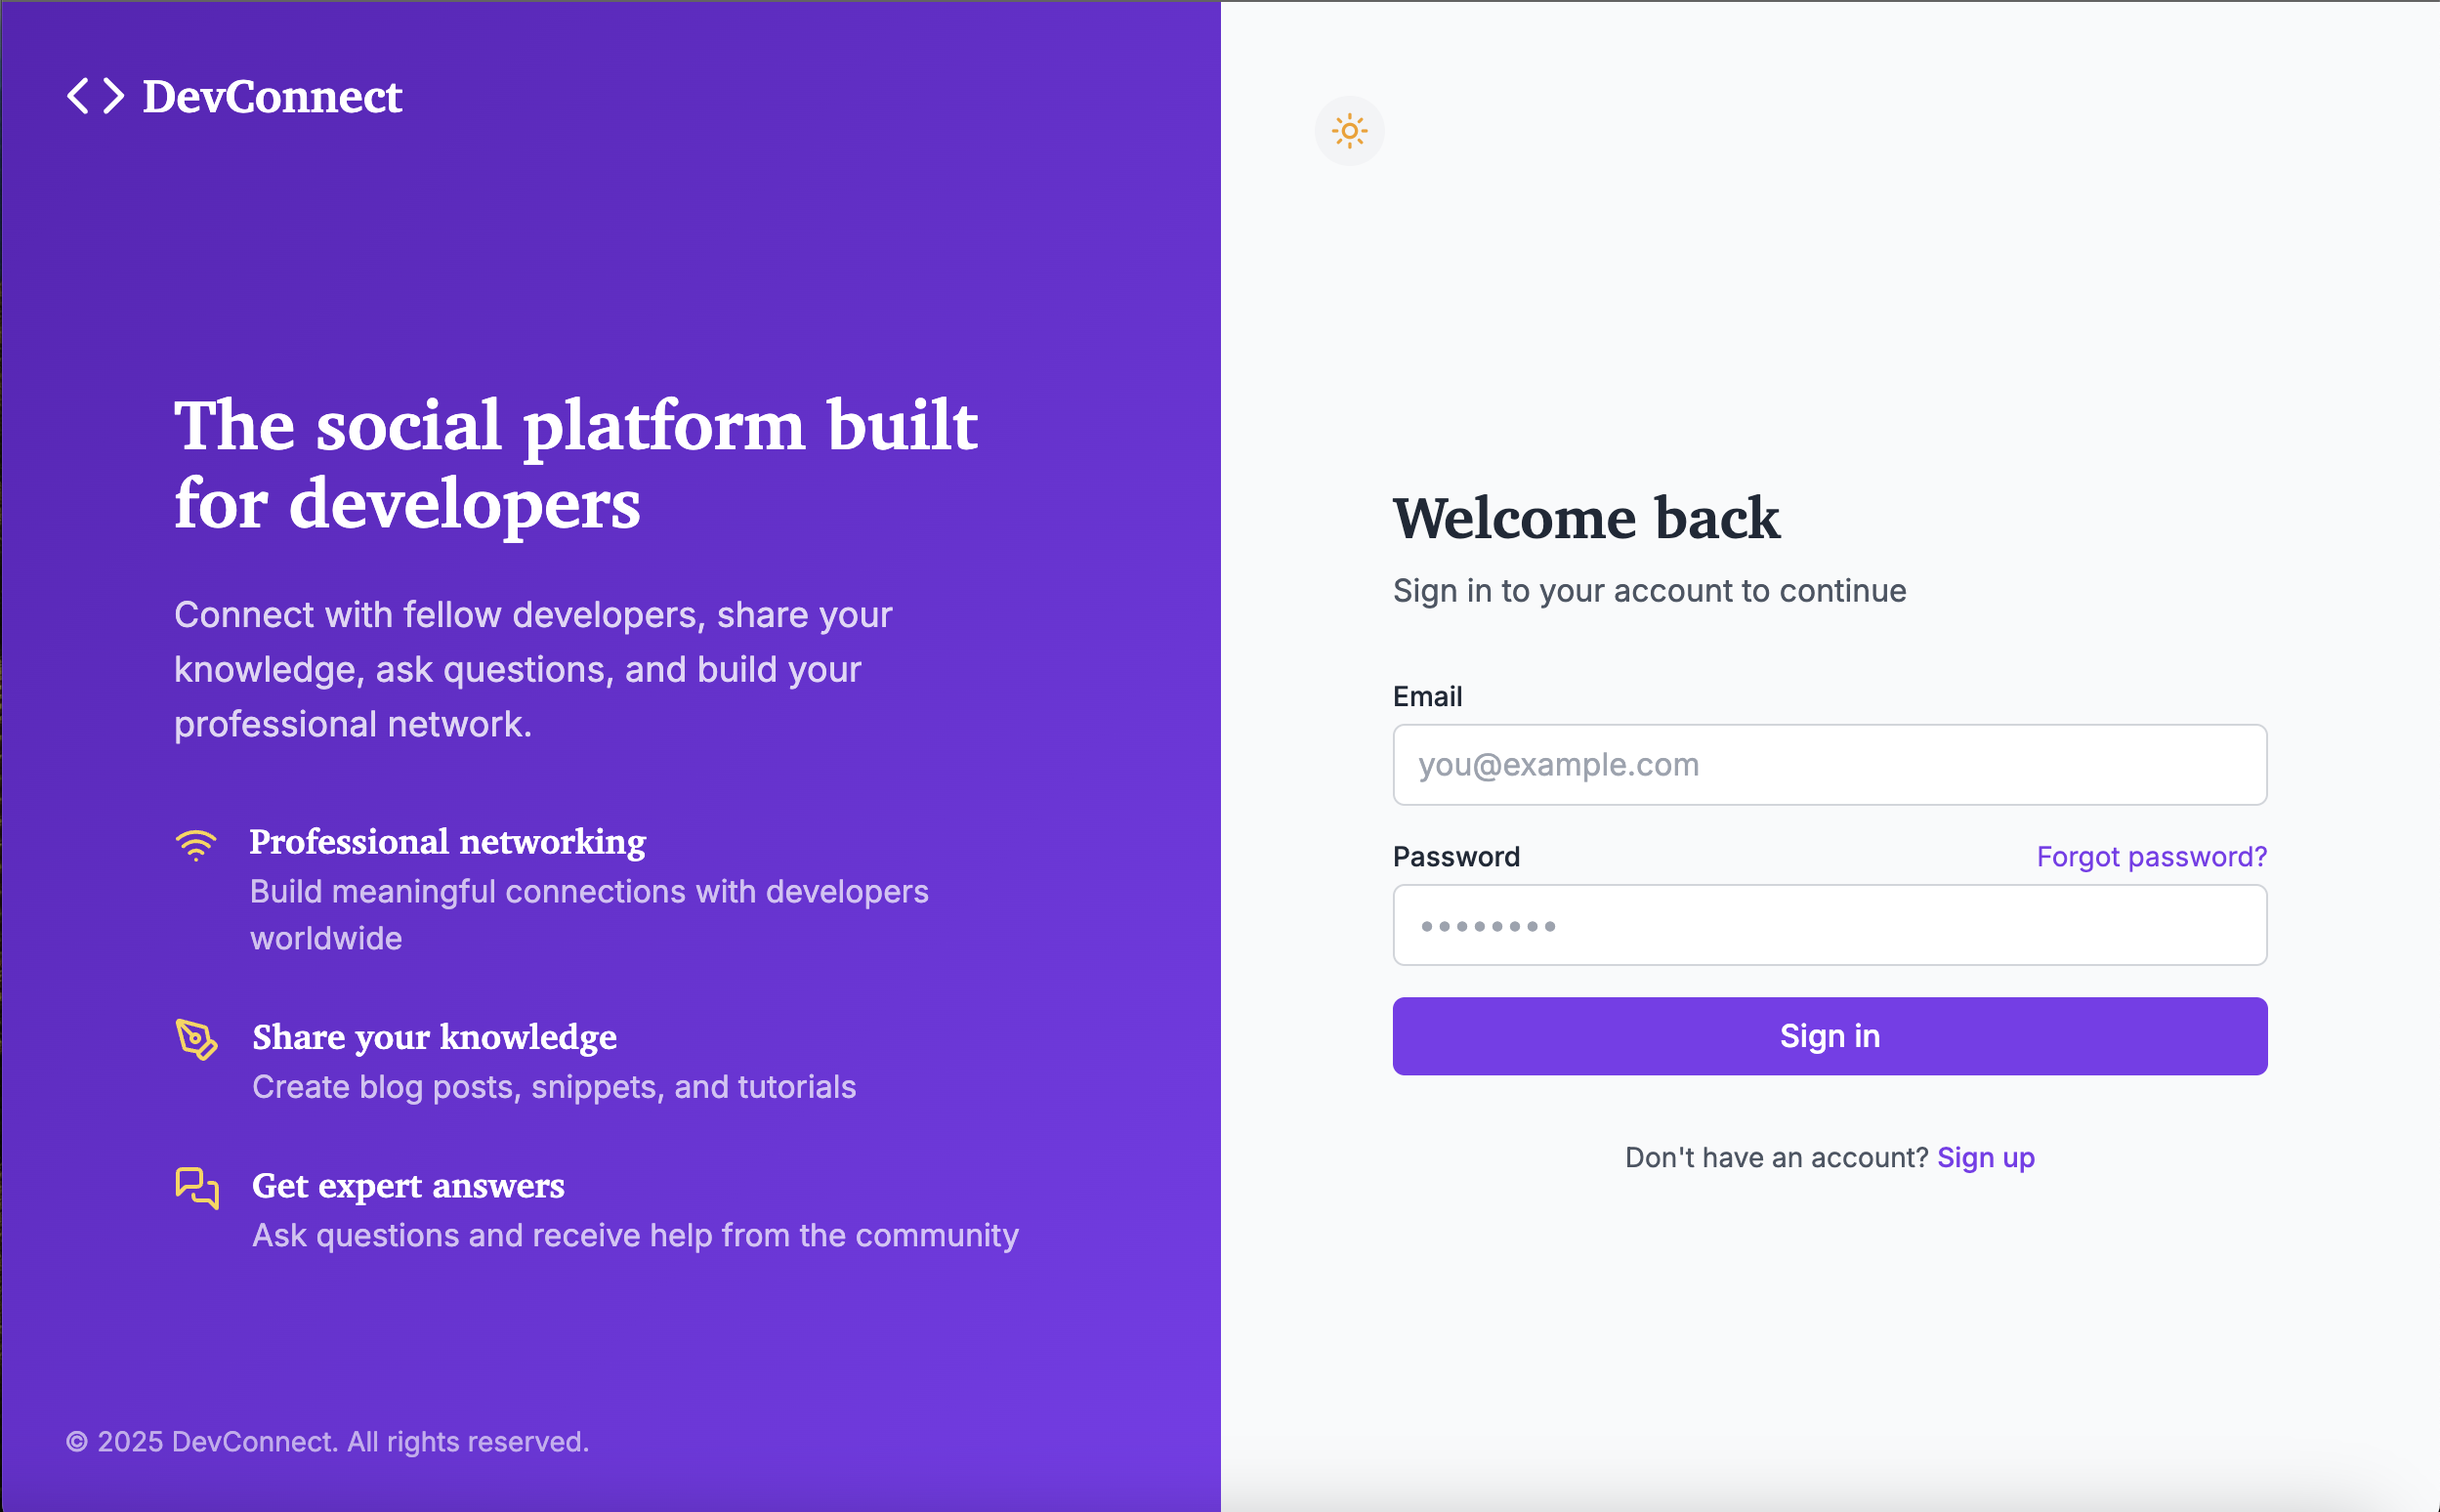 DevConnect
The social platform built
for developers
Connect with fellow developers, share your
knowledge, ask questions, and build your
professional network.
Professional networking
Build meaningful connections with developers
worldwide
Share your knowledge
Create blog posts, snippets, and tutorials
Get expert answers
Ask questions and receive help from the community
© 2025 DevConnect. All rights reserved.
Welcome back
Sign in to your account to continue
Email
you@example.com
Password Forgot password?
••••••••
Sign in
Don't have an account? Sign up